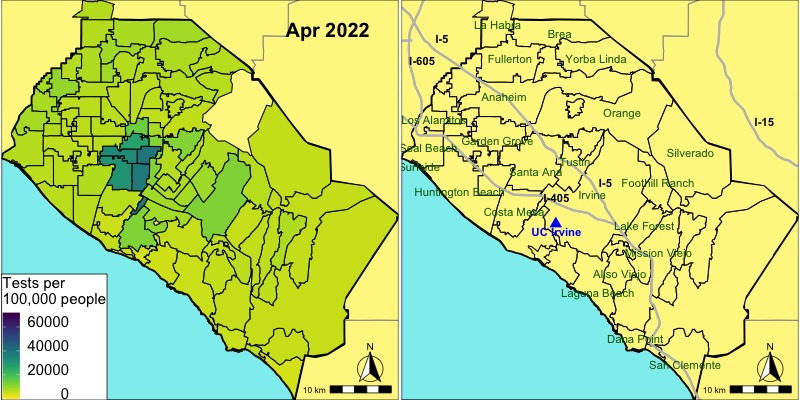 Apr 2022
Tests per
100,000 people
60000
40000
20000
0
N
10 km
La Habra
Brea
I-5
I-605
Fullerton
Yorba Linda
Anaheim
Orange
Los Alamitos
I-15
Garden Grove
Seal Beach
Silverado
Tustin
Sunside
Santa Ana
I-5
Foothill Ranch
Huntington Beach
I-405
Irvine
Costa Mesa
UC Irvine
Lake Forest
Mission Viejo
Aliso Viejo
Laguna Beach
Dana Point
San Clemente
N
10 km